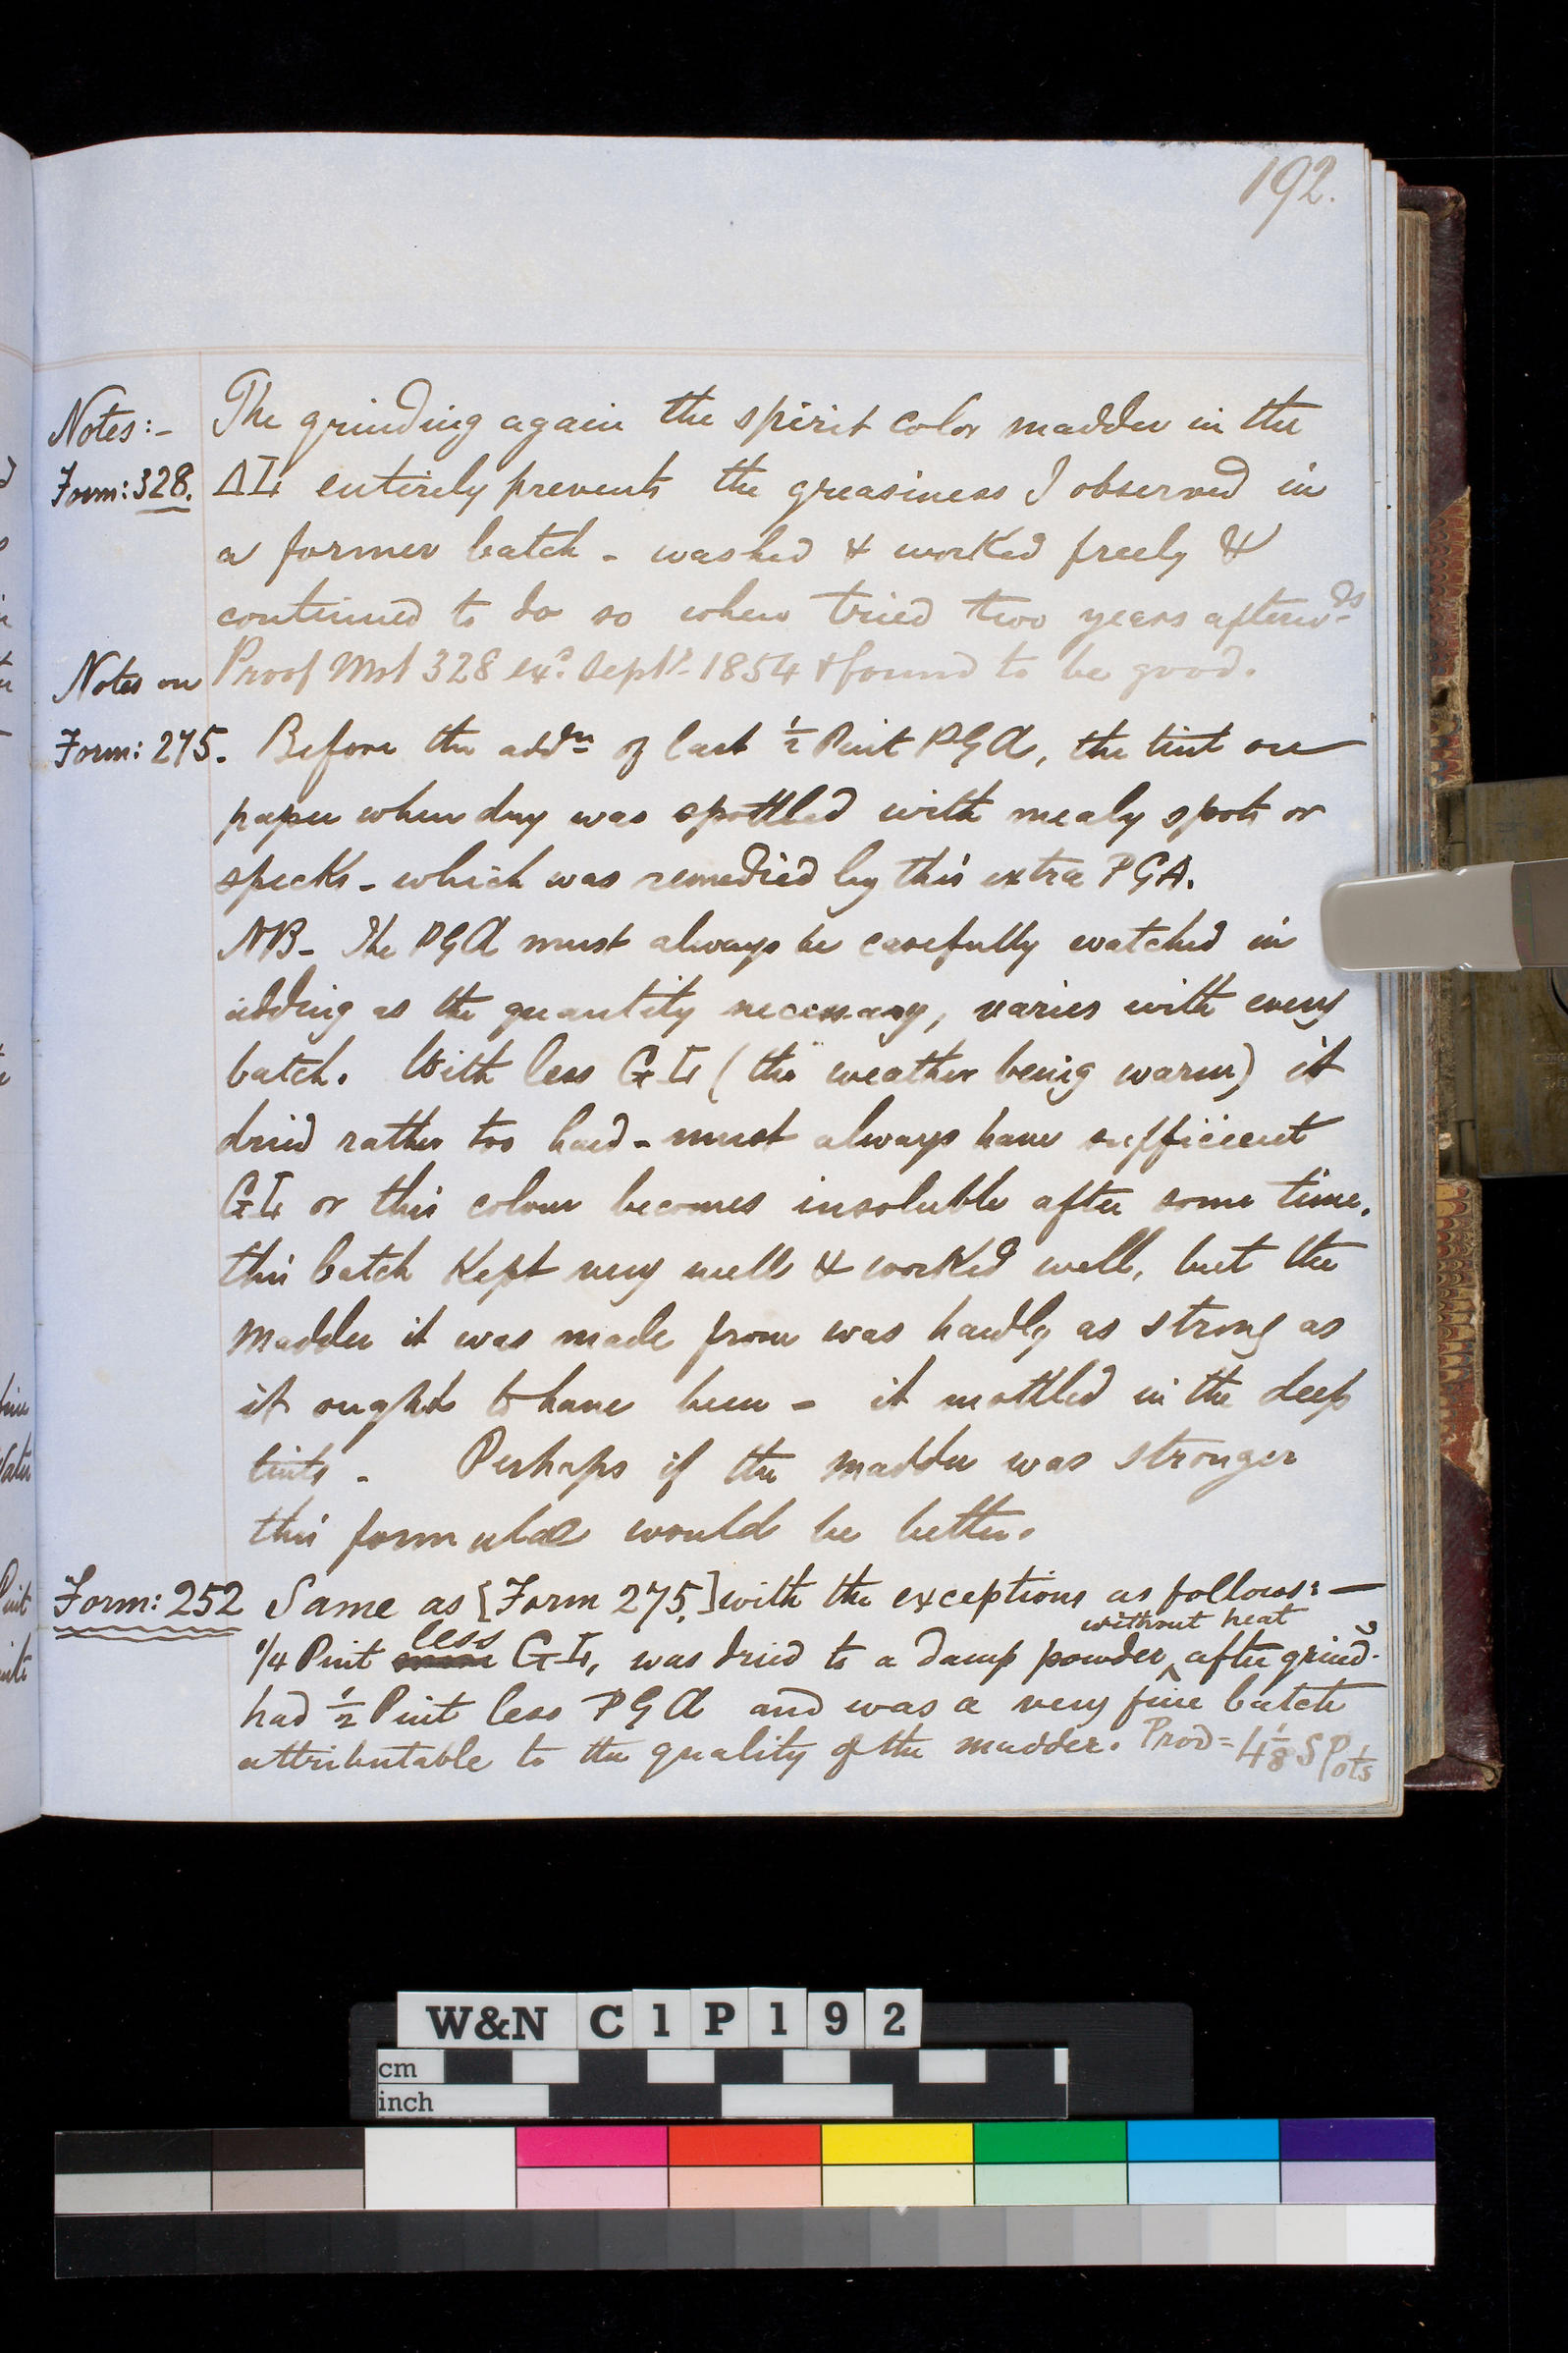 192.
Notes:- The grinding again the spirit color madder in the
Form: 328. entirely prevents the greasiness I observed in
a former batch - washed & worked freely &
continued to do so when tried two years afterwds
Proof Mst 328 exd. Septr. 1854 & found to be good.
Notes on
Form: 275. Before the addn of last 1/2 Pint PGA, the tint on
paper when dry was spottled with mealy spots or
specks - which was remedied by this extra PGA.
NB - The PGA must always be carefully watched in
adding as the quantity necessary, varies with every
batch. With less (the weather being warm) it
dried rather too hard - must always have sufficient
or this colour becomes insoluble after some time.
this batch Kept very well & worked well, but the
Madder it was made from was hardly as strong as
it ought to have been - it mottled in the deep
tints - Perhaps if the madder was stronger
this formulae would be better.
Form: 252 Same as [Form 275.] with the exceptions as follows: -
without heat
less
1/4 Pint was dried to a damp powder, after grindg.
had 1/2 Pint less PGA and was a very fine batch
attributable to the quality of the madder. Prod = 4 1/8 S Pots
W&N C1P192
cm
inch